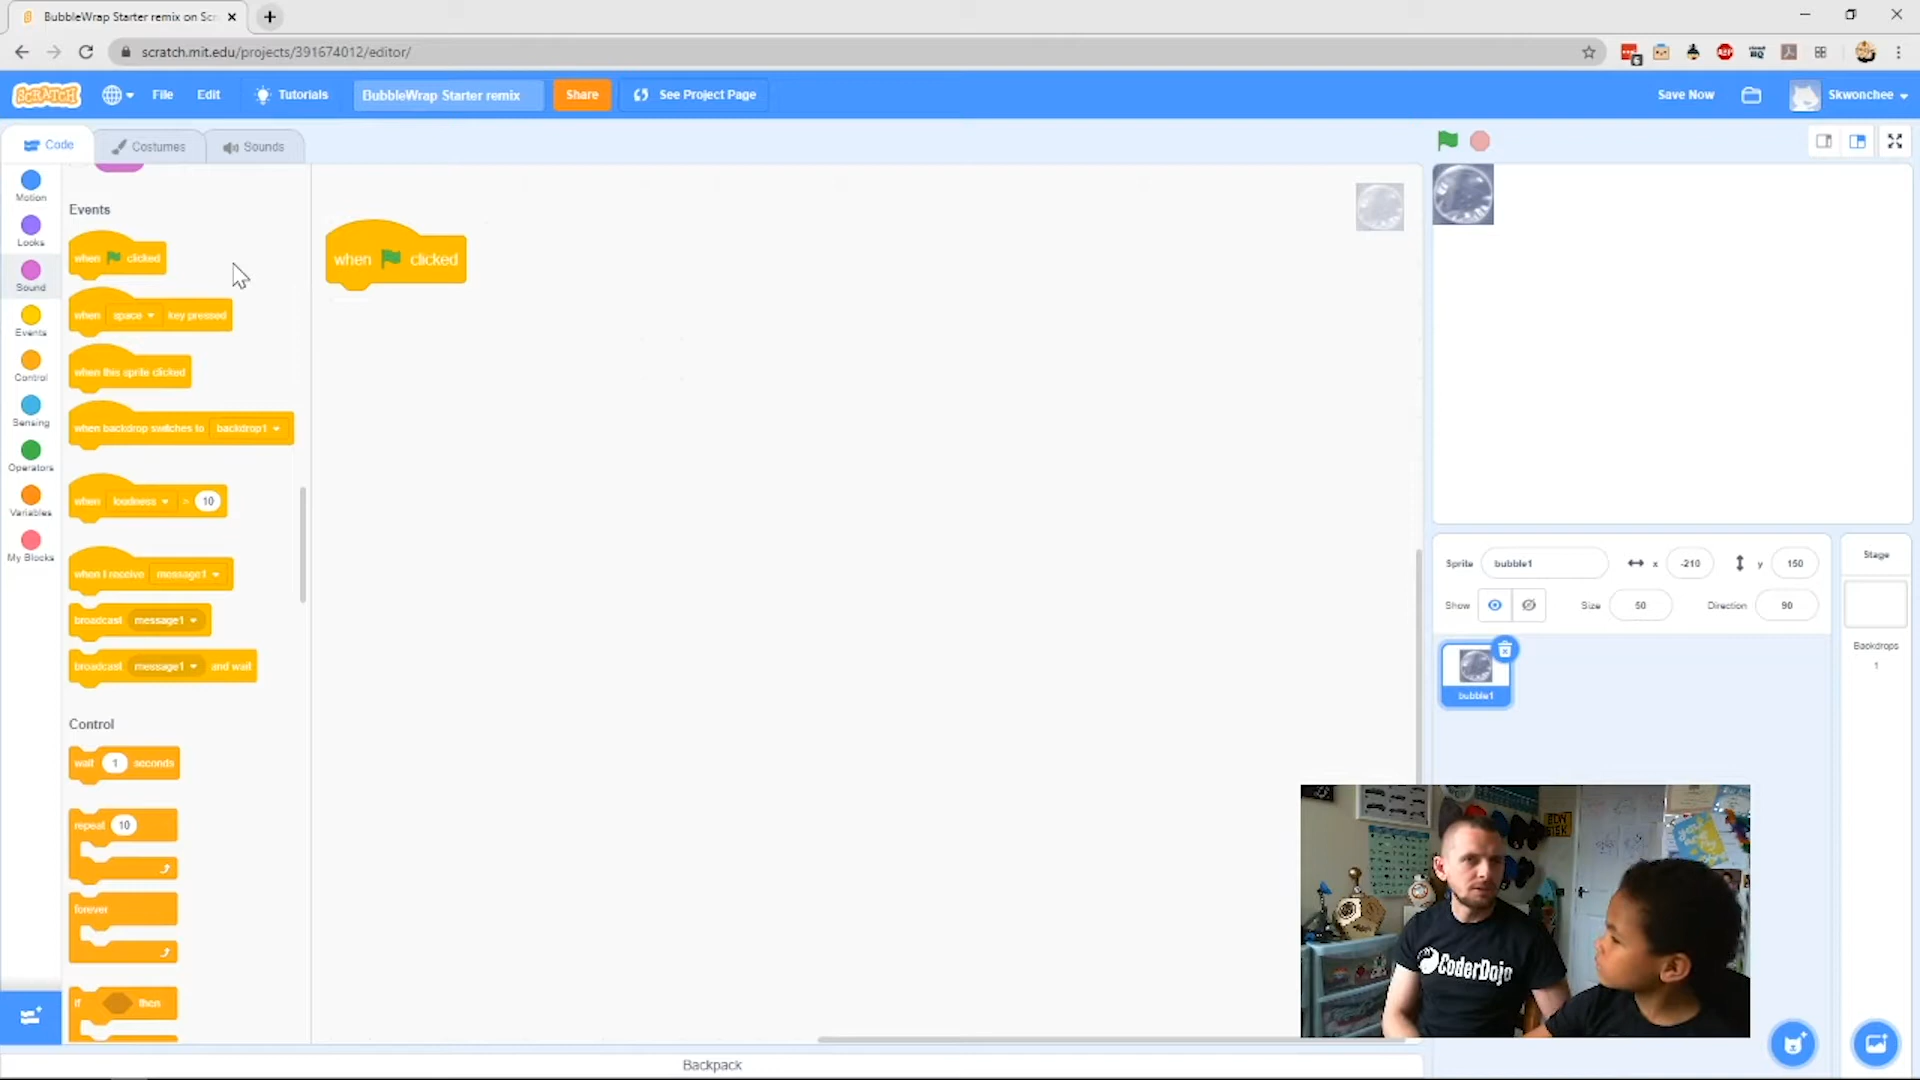 BubbleWrap Starter remix on Scr
scratch.mit.edu/projects/391674012/editor/
SCRATCH File Edit Tutorials BubbleWrap Starter remix Share See Project Page Save Now Skwonchee
Code Costumes Sounds
Motion
Looks
Sound
Events
Control
Sensing
Operators
Variables
My Blocks
Events
when clicked
when space key pressed
when this sprite clicked
when backdrop switches to backdrop1
when loudness > 10
when I receive message1
broadcast message1
broadcast message1 and wait
Control
wait 1 seconds
repeat 10
forever
if then
when clicked
Sprite bubble1 x -210 y 150
Show Size 50 Direction 90
bubble1
Stage
Backdrops
1
CoderDojo
Backpack